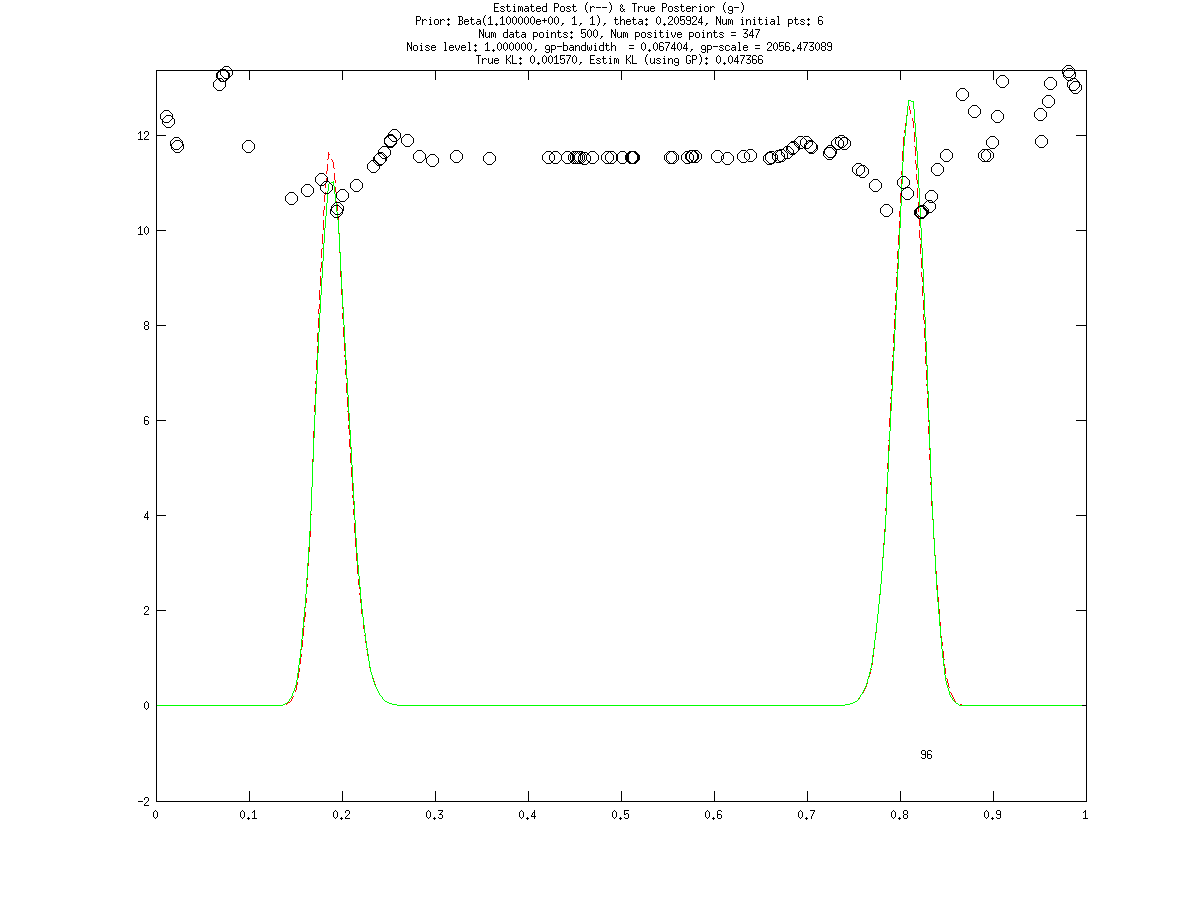 Estimated Post (r--) & True Posterior (g-)
Prior: Beta(1.100000e+00, 1, 1), theta: 0.205924, Num initial pts: 6
Num data points: 500, Num positive points = 347
Noise level: 1.000000, gp-bandwidth  = 0.067404, gp-scale = 2056.473089
True KL: 0.001570, Estim KL (using GP): 0.047366
12
10
8
6
4
2
0
96
-2
0 0.1 0.2 0.3 0.4 0.5 0.6 0.7 0.8 0.9 1